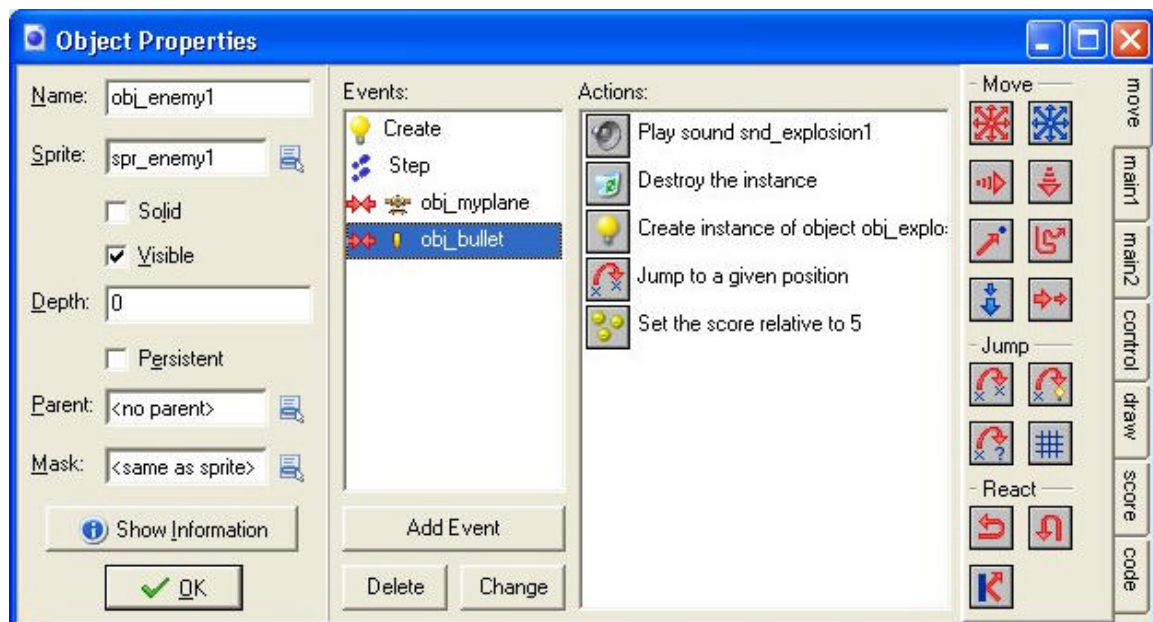 Object Properties
Name: obj_enemy1
Sprite: spr_enemy1
Solid
Visible
Depth: 0
Persistent
Parent: <no parent>
Mask: <same as sprite>
Show Information
OK
Events:
Create
Step
obj_myplane
obj_bullet
Add Event
Delete Change
Actions:
Play sound snd_explosion1
Destroy the instance
Create instance of object obj_explo:
Jump to a given position
Set the score relative to 5
Move
Jump
React
move
main1
main2
control
draw
score
code